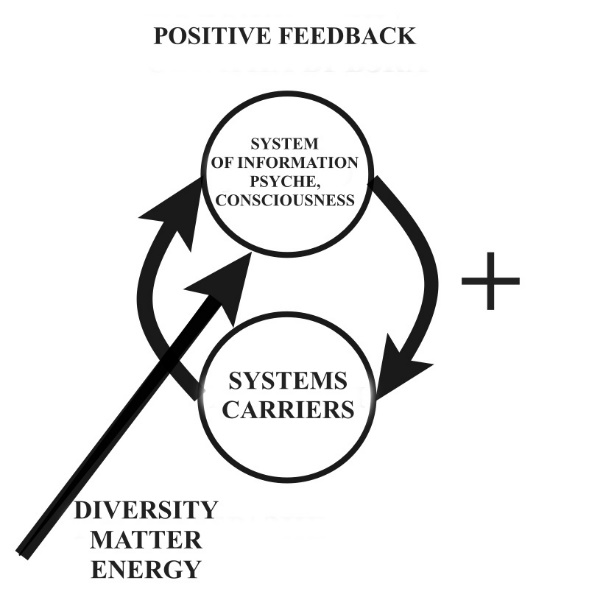 POSITIVE FEEDBACK
SYSTEM
OF INFORMATION
PSYCHE,
CONSCIOUSNESS
+
SYSTEMS
CARRIERS
DIVERSITY
MATTER
ENERGY